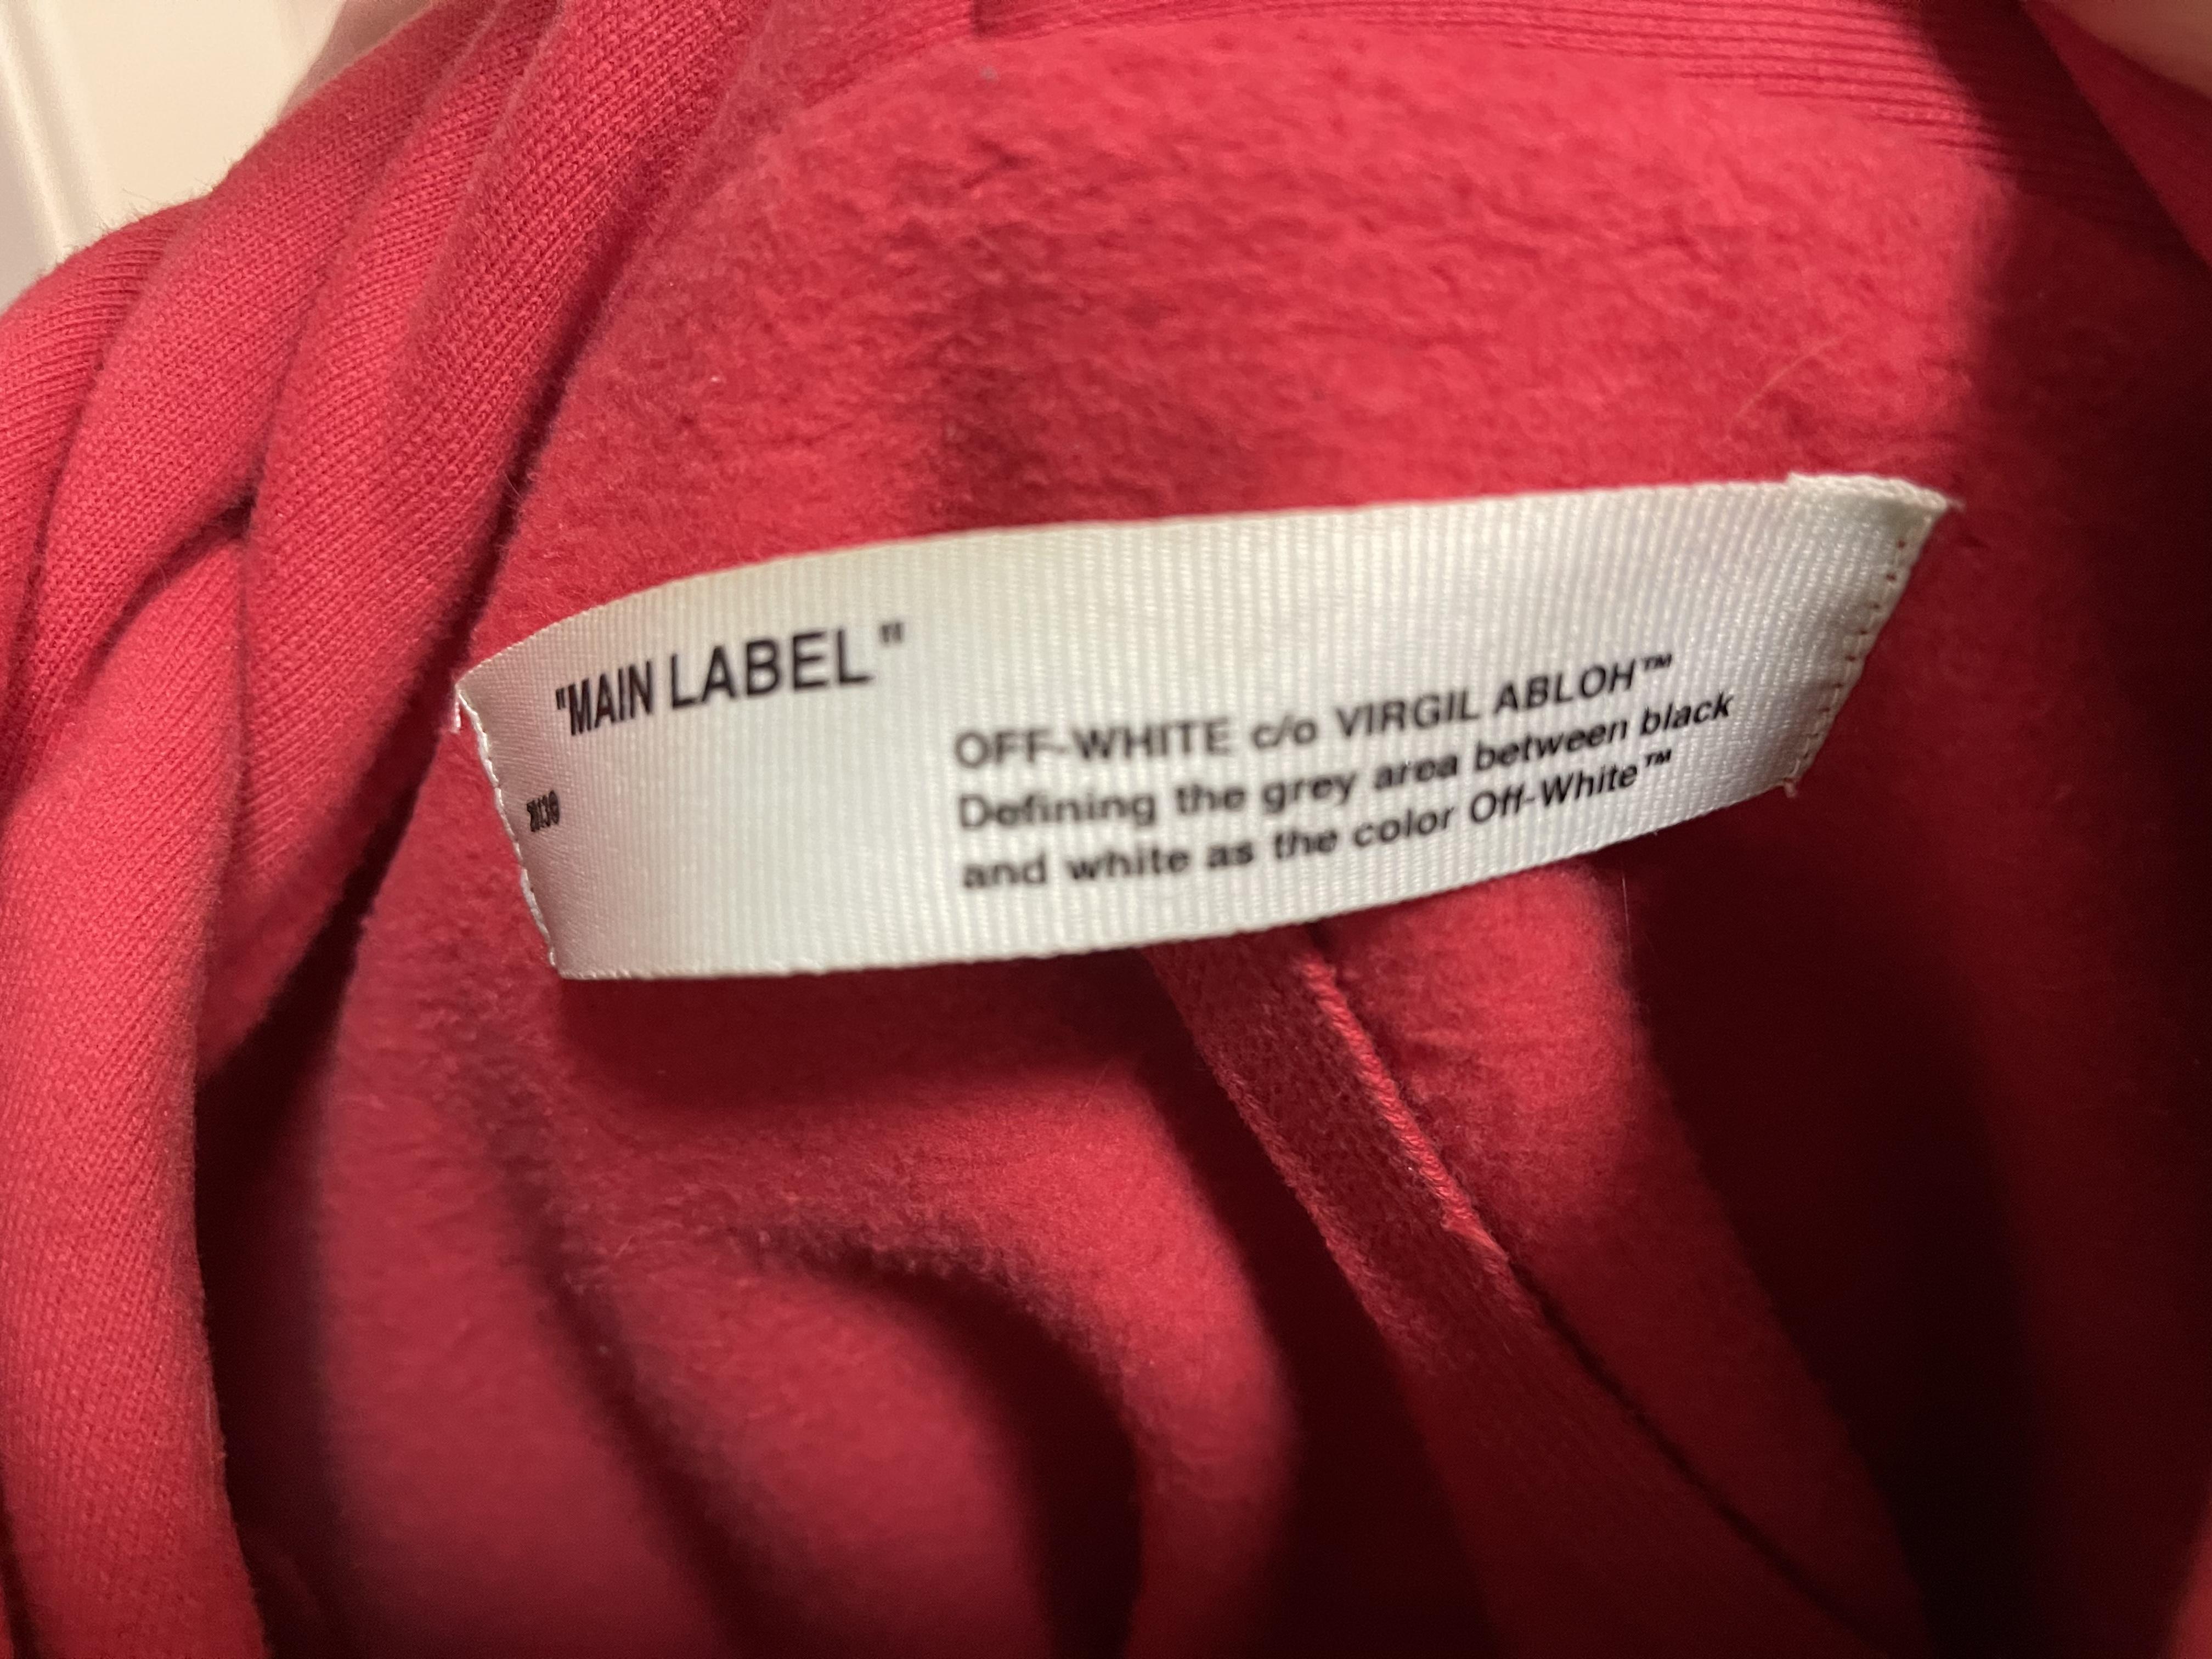 "MAIN LABEL"
OFF-WHITE c/o VIRGIL ABLOH™
Defining the grey area between black
and white as the color Off-White™